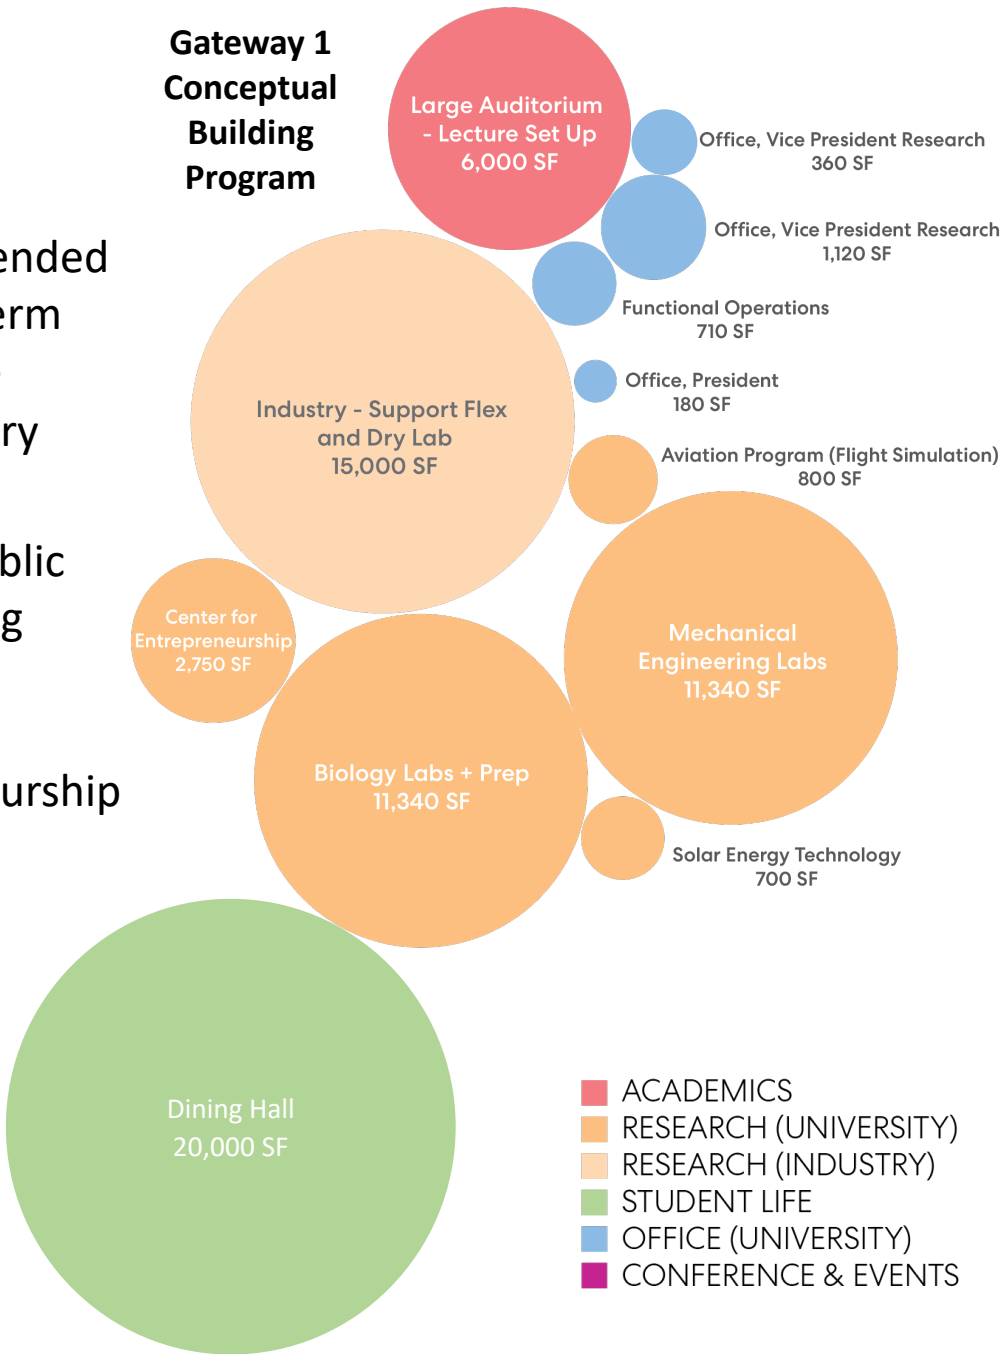 Gateway 1
Conceptual
Building
Program
Large Auditorium
- Lecture Set Up
6,000 SF
Office, Vice President Research
360 SF
Office, Vice President Research
1,120 SF
Functional Operations
710 SF
Office, President
180 SF
Industry - Support Flex
and Dry Lab
15,000 SF
Aviation Program (Flight Simulation)
800 SF
Center for
Entrepreneurship
2,750 SF
Mechanical
Engineering Labs
11,340 SF
Biology Labs + Prep
11,340 SF
Solar Energy Technology
700 SF
Dining Hall
20,000 SF
ended
erm
ry
blic
g
urship
ACADEMICS
RESEARCH (UNIVERSITY)
RESEARCH (INDUSTRY)
STUDENT LIFE
OFFICE (UNIVERSITY)
CONFERENCE & EVENTS